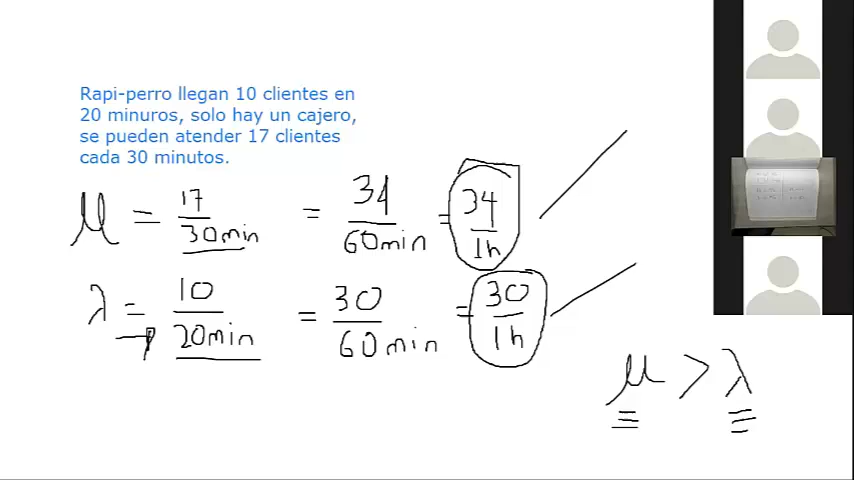 Rapi-perro llegan 10 clientes en
20 minuros, solo hay un cajero,
se pueden atender 17 clientes
cada 30 minutos.
μ = 17/30min = 34/60min = 34/1h
λ = 10/20min = 30/60min = 30/1h
μ > λ